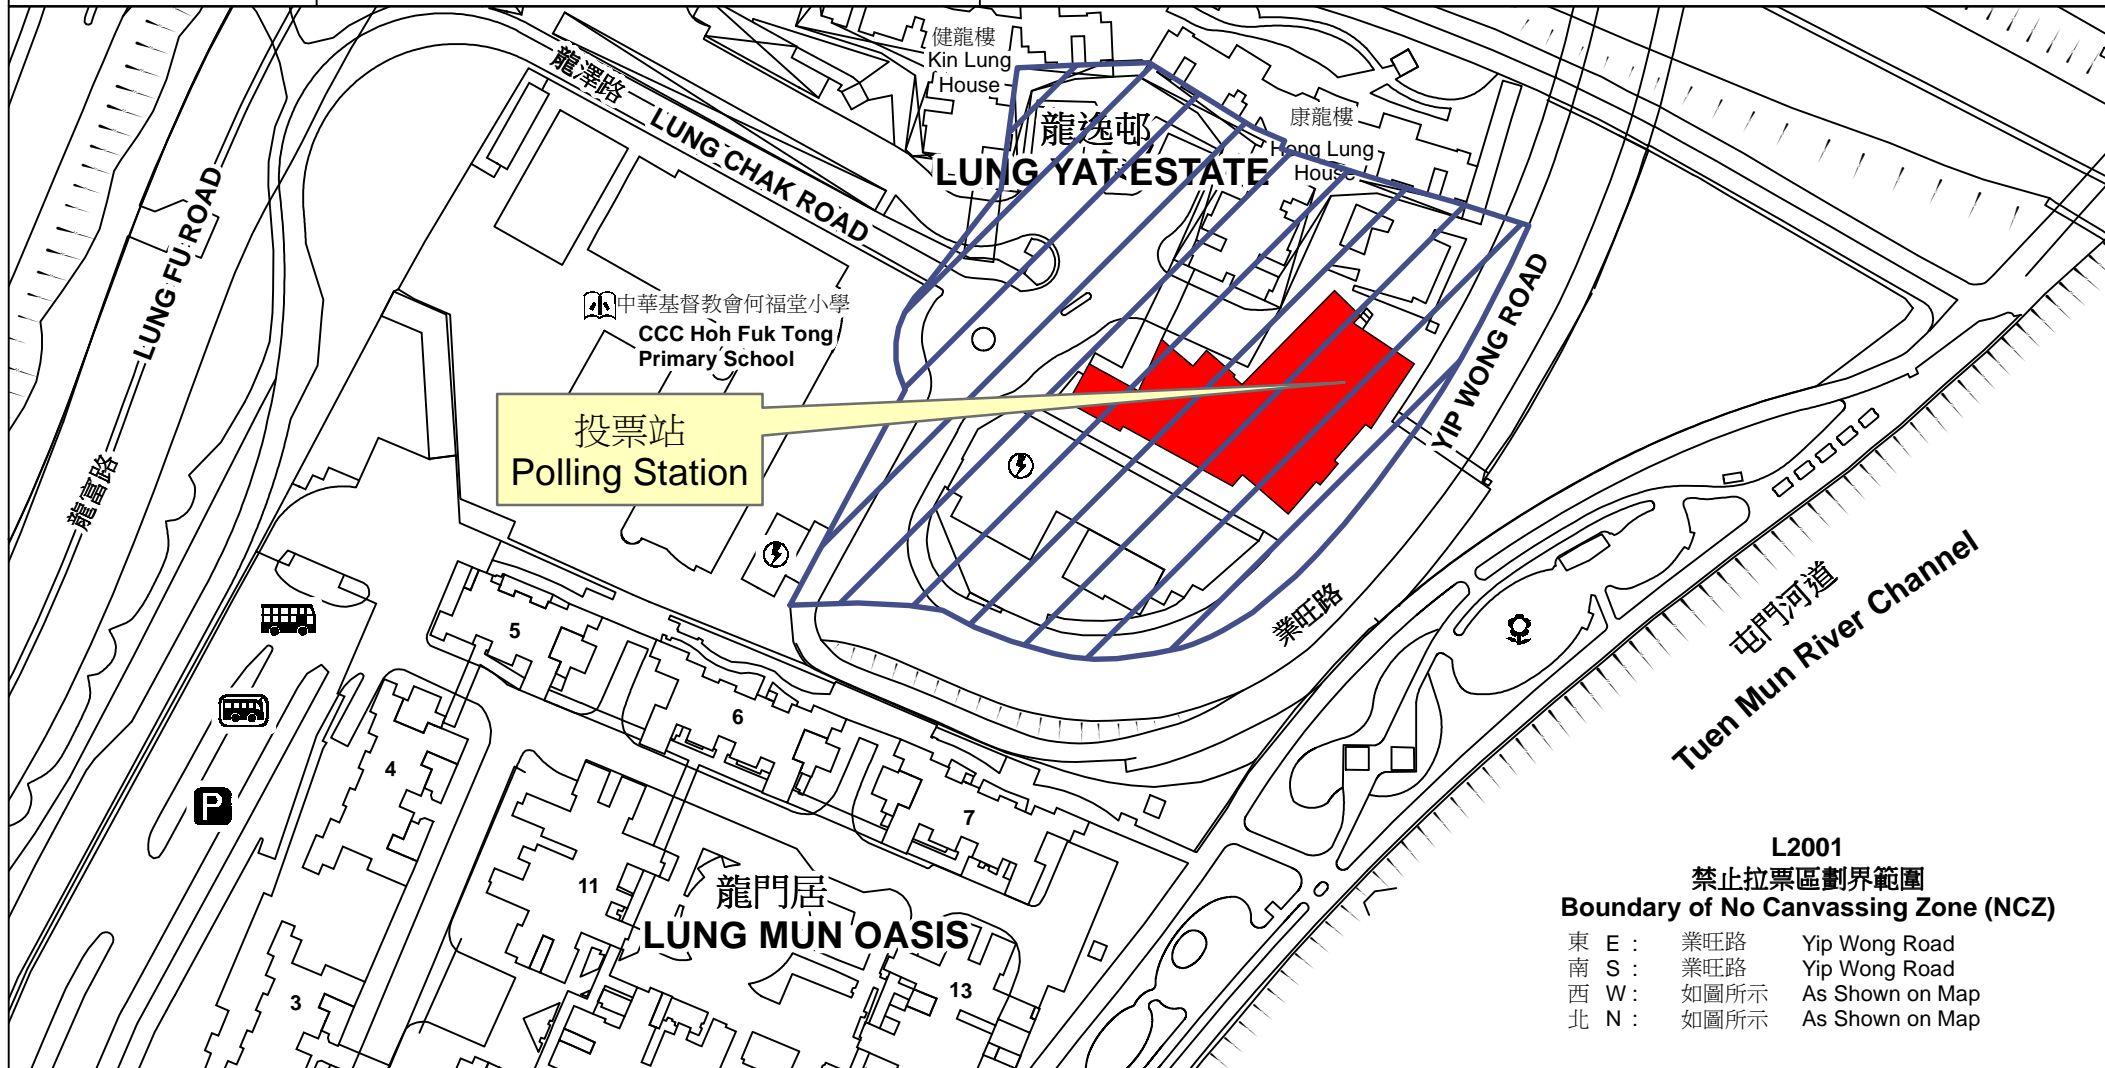 健龍樓
Kin Lung
House
龍澤路
LUNG CHAK ROAD
龍逸邨
LUNG YAT ESTATE
康龍樓
Hong Lung
House
LUNG FU ROAD
龍富路
中華基督教會何福堂小學
CCC Hoh Fuk Tong
Primary School
投票站
Polling Station
YIP WONG ROAD
業旺路
屯門河道
Tuen Mun River Channel
5
6
4
7
P
11
龍門居
LUNG MUN OASIS
3
13
L2001
禁止拉票區劃界範圍
Boundary of No Canvassing Zone (NCZ)
東 E : 業旺路 Yip Wong Road
南 S : 業旺路 Yip Wong Road
西 W : 如圖所示 As Shown on Map
北 N : 如圖所示 As Shown on Map